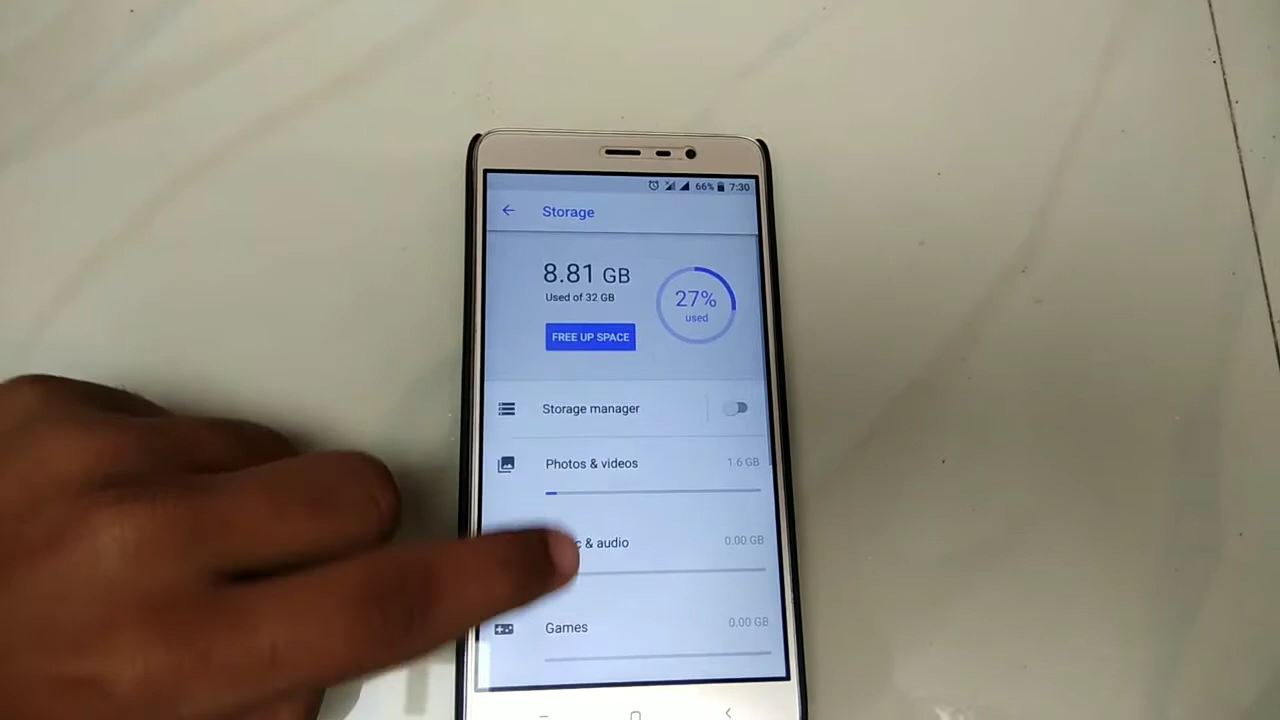 66% 7:30
Storage
8.81 GB
Used of 32 GB
27%
used
FREE UP SPACE
Storage manager
Photos & videos 1.6 GB
c & audio 0.00 GB
Games 0.00 GB